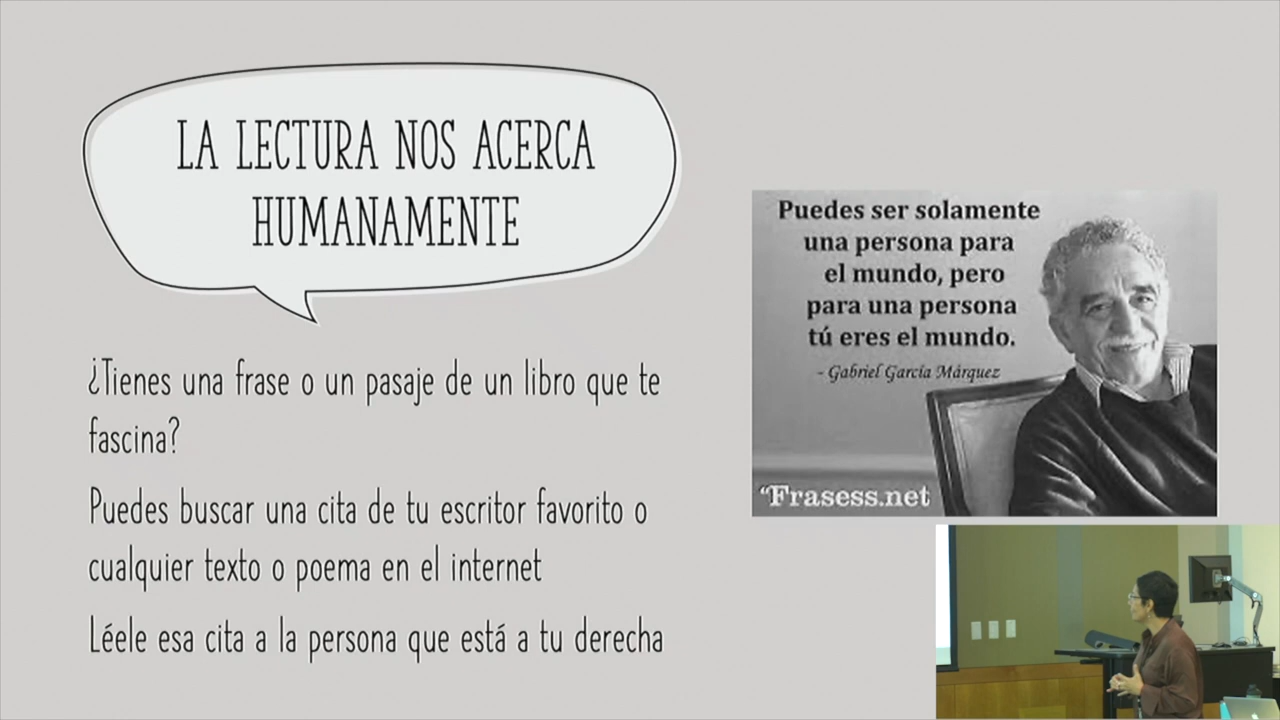 LA LECTURA NOS ACERCA
HUMANAMENTE
¿Tienes una frase o un pasaje de un libro que te
fascina?
Puedes buscar una cita de tu escritor favorito o
cualquier texto o poema en el internet
Léele esa cita a la persona que está a tu derecha
Puedes ser solamente
una persona para
el mundo, pero
para una persona
tú eres el mundo.
- Gabriel García Márquez
“Frasess.net